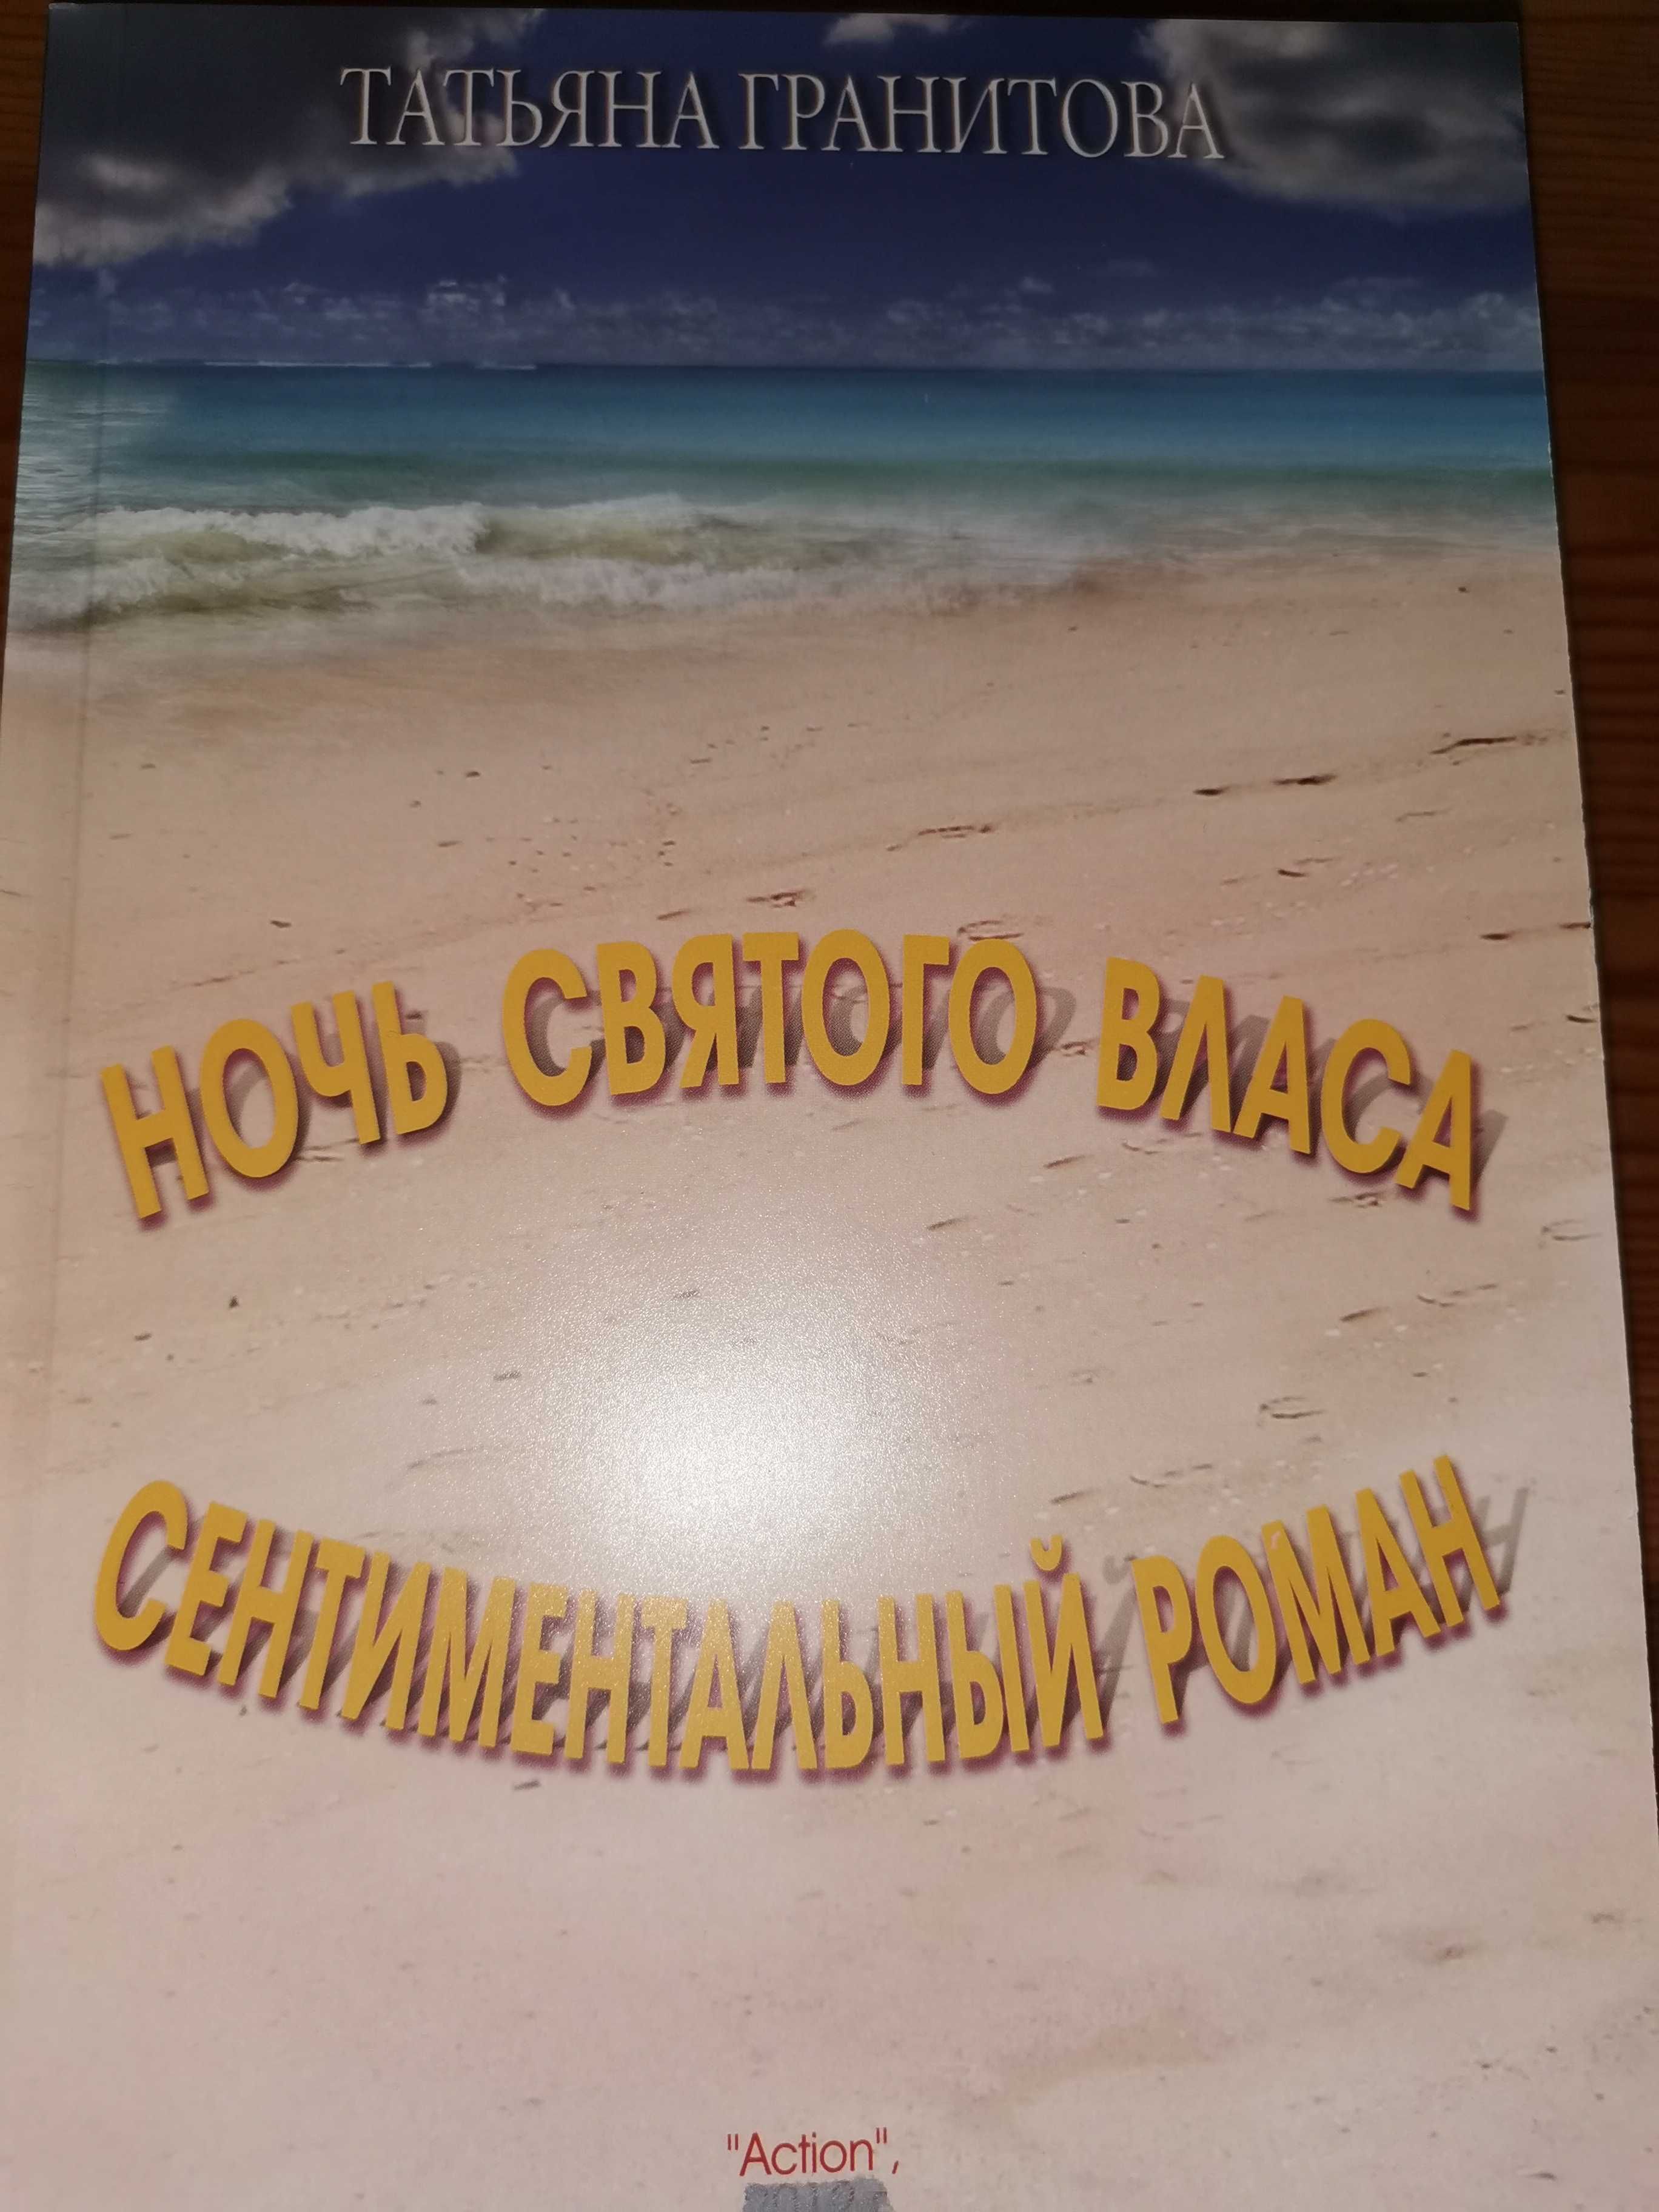 ТАТЬЯНА ГРАНИТОВА
НОЧЬ СВЯТОГО ВЛАСА
СЕНТИМЕНТАЛЬНЫЙ РОМАН
"Action",